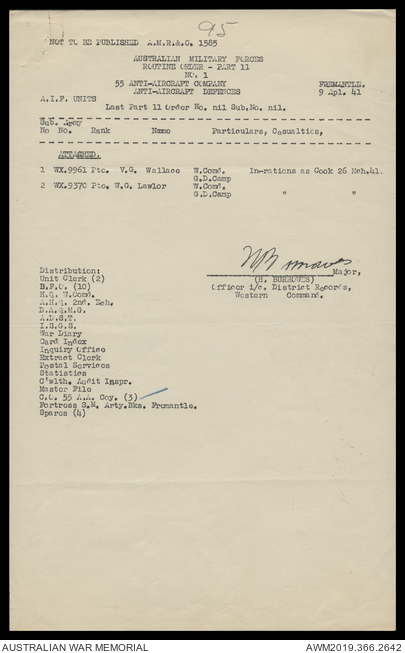 95
NOT TO BE PUBLISHED A.M.R.&.O. 1585
AUSTRALIAN MILITARY FORCES
ROUTINE ORDER - PART 11
NO. 1
55 ANTI-AIRCRAFT COMPANY FREMANTLE.
ANTI-AIRCRAFT DEFENCES 9 Apl. 41
A.I.F. UNITS
Last Part 11 Order No. nil Sub.No. nil.
Sub. Army
No No. Rank Name Particulars, Casualties,
ATTACHED.
1 WX.9961 Pte. V.G. Wallace W.Comd. In-rations as Cook 26 Mch.41.
G.D.Camp
2 WX.9370 Pte. W.G. Lawlor W.Comd.
G.D.Camp " "
Major,
(H. BURROWES)
Officer i/c. District Records,
Western Command.
Distribution:
Unit Clerk (2)
B.P.O. (10)
H.Q. W.Comd.
A.H.Q. 2nd. Ech.
D.A.Q.M.G.
A.D.S.T.
I.S.G.S.
War Diary
Card Index
Inquiry Office
Extract Clerk
Postal Services
Statistics
C'wlth. Audit Inspr.
Master File
C.O. 55 A.A. Coy. (3)
Fortress S.M. Arty.Bks. Fremantle.
Spares (4)
AUSTRALIAN WAR MEMORIAL AWM2019.366.2642